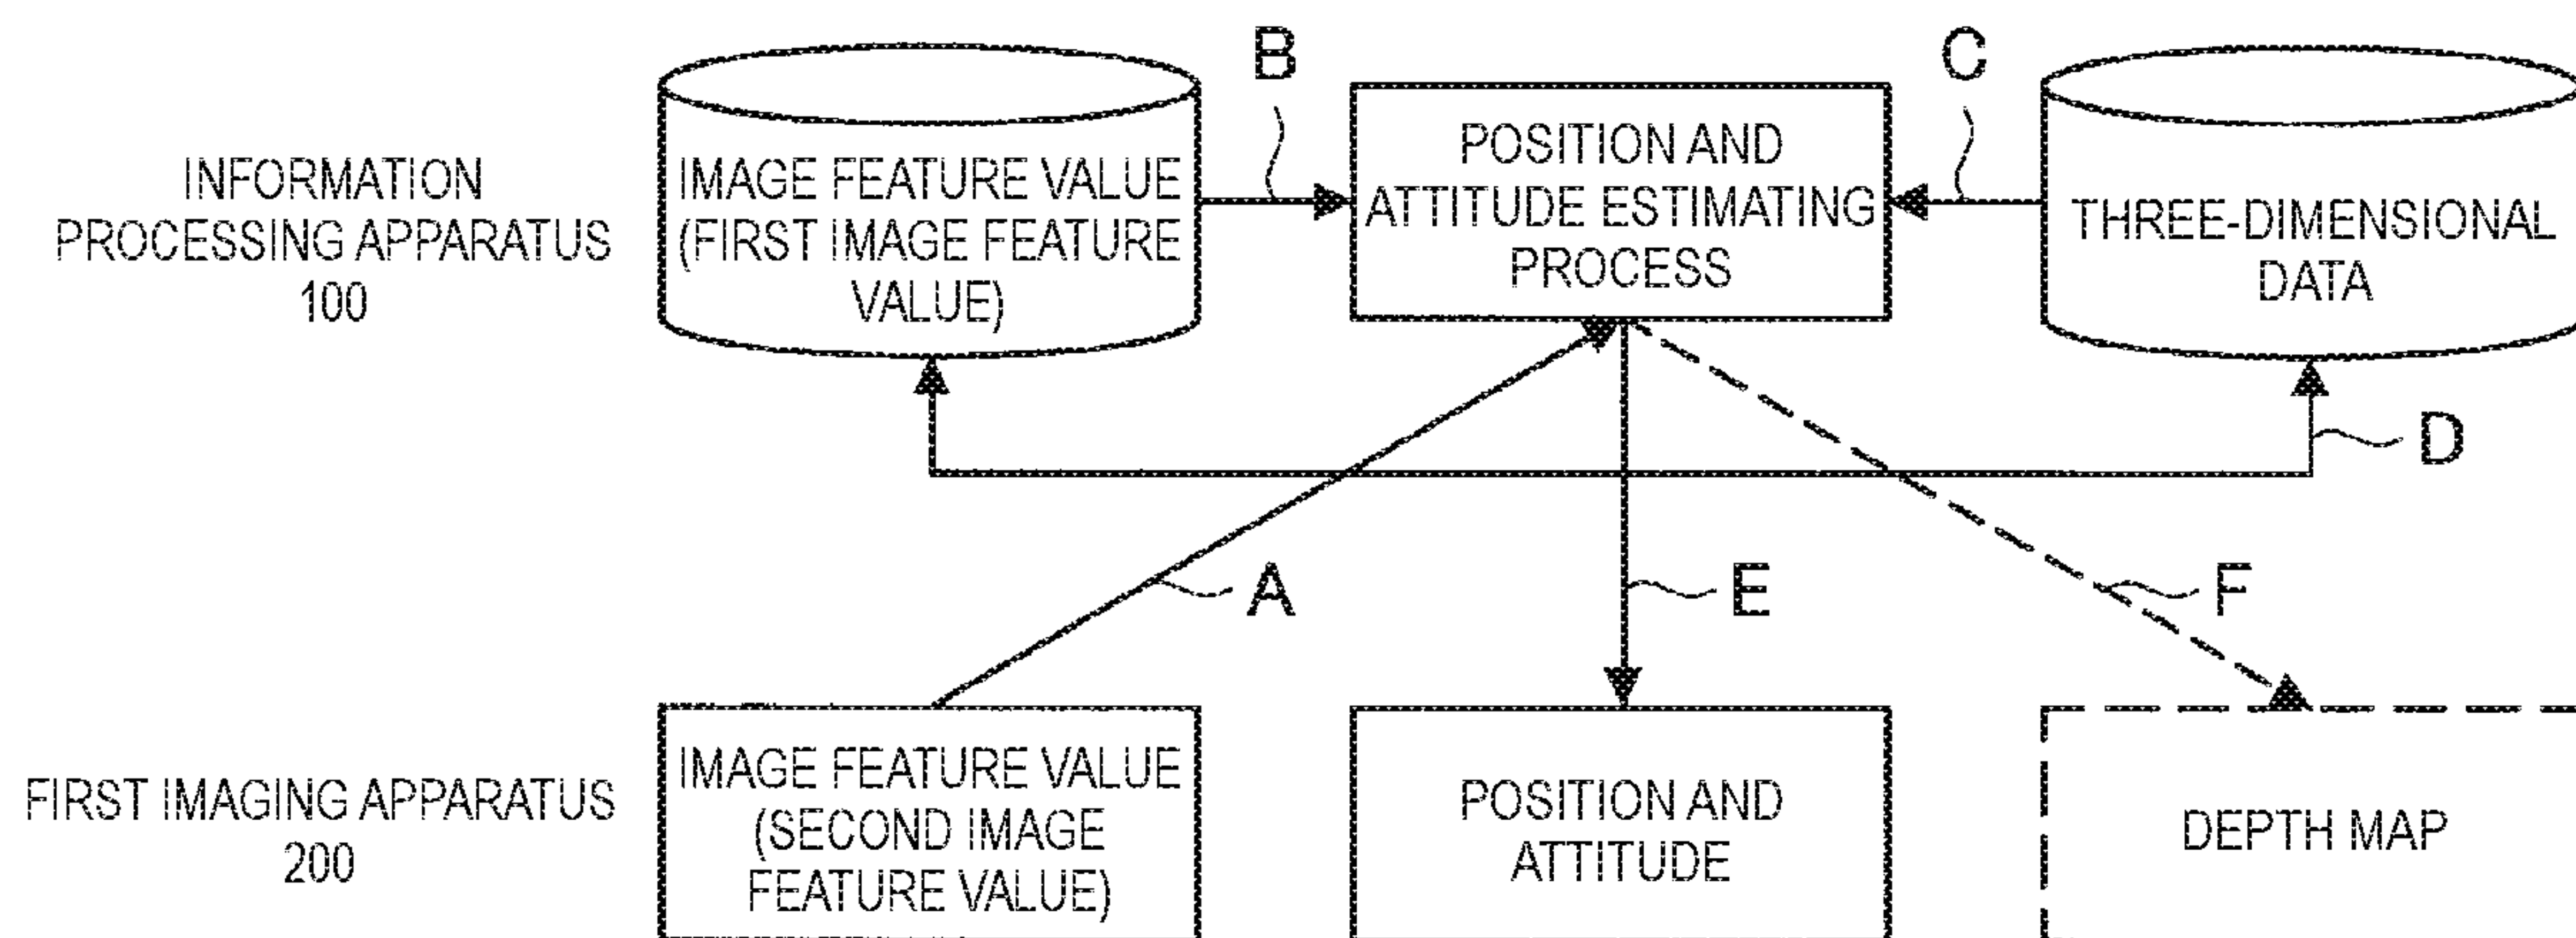 B
C
INFORMATION
PROCESSING APPARATUS
100
IMAGE FEATURE VALUE
(FIRST IMAGE FEATURE
VALUE)
POSITION AND
ATTITUDE ESTIMATING
PROCESS
THREE-DIMENSIONAL
DATA
D
A
E
F
FIRST IMAGING APPARATUS
200
IMAGE FEATURE VALUE
(SECOND IMAGE
FEATURE VALUE)
POSITION AND
ATTITUDE
DEPTH MAP